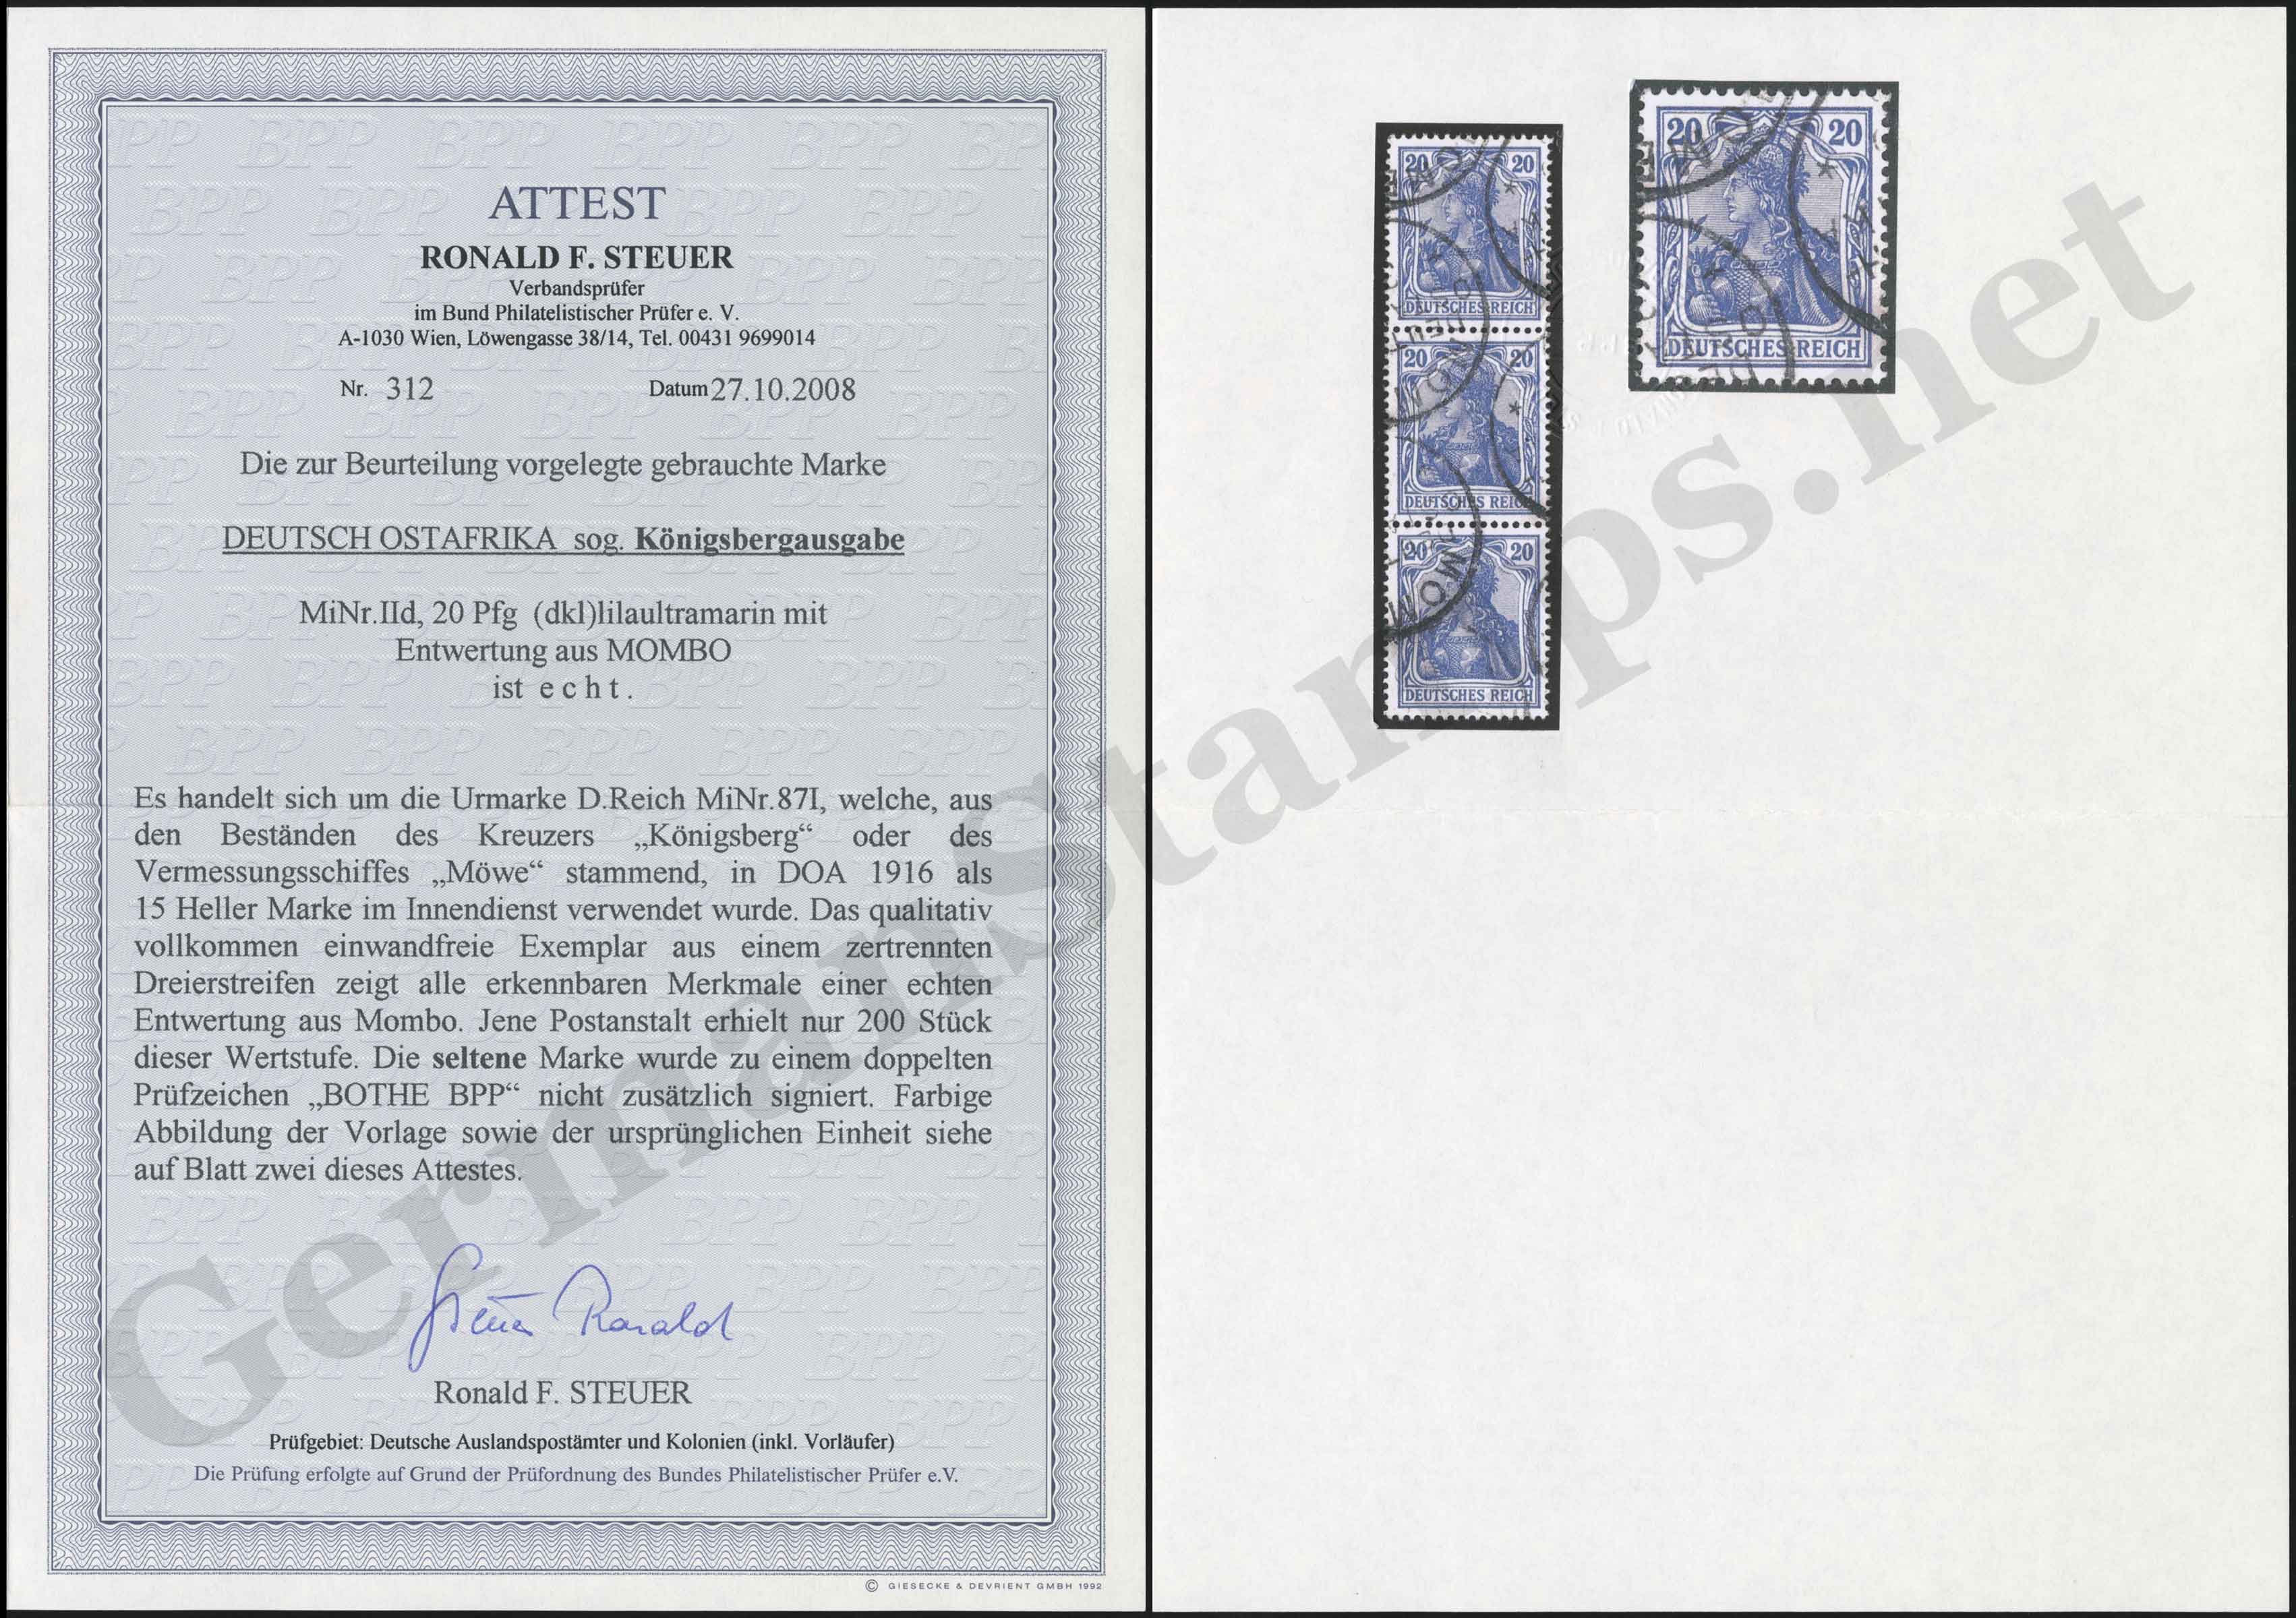 ATTEST
RONALD F. STEUER
Verbandsprüfer
im Bund Philatelistischer Prüfer e. V.
A-1030 Wien, Löwengasse 38/14, Tel. 00431 9699014
Nr. 312 Datum 27.10.2008
Die zur Beurteilung vorgelegte gebrauchte Marke
DEUTSCH OSTAFRIKA sog. Königsbergausgabe
MiNr.IId, 20 Pfg (dkl)lilaultramarin mit
Entwertung aus MOMBO
ist echt.
Es handelt sich um die Urmarke D.Reich MiNr.87I, welche, aus
den Beständen des Kreuzers „Königsberg“ oder des
Vermessungsschiffes „Möwe“ stammend, in DOA 1916 als
15 Heller Marke im Innendienst verwendet wurde. Das qualitativ
vollkommen einwandfreie Exemplar aus einem zertrennten
Dreierstreifen zeigt alle erkennbaren Merkmale einer echten
Entwertung aus Mombo. Jene Postanstalt erhielt nur 200 Stück
dieser Wertstufe. Die seltene Marke wurde zu einem doppelten
Prüfzeichen „BOTHE BPP“ nicht zusätzlich signiert. Farbige
Abbildung der Vorlage sowie der ursprünglichen Einheit siehe
auf Blatt zwei dieses Attestes.
Steuer Ronald
Ronald F. STEUER
Prüfgebiet: Deutsche Auslandspostämter und Kolonien (inkl. Vorläufer)
Die Prüfung erfolgte auf Grund der Prüfordnung des Bundes Philatelistischer Prüfer e.V.
© GIESECKE & DEVRIENT GMBH 1992
20 20
DEUTSCHES REICH
20 20
DEUTSCHES REICH
20 20
DEUTSCHES REICH
MOM
20 20
DEUTSCHES REICH
GermanStamps.net